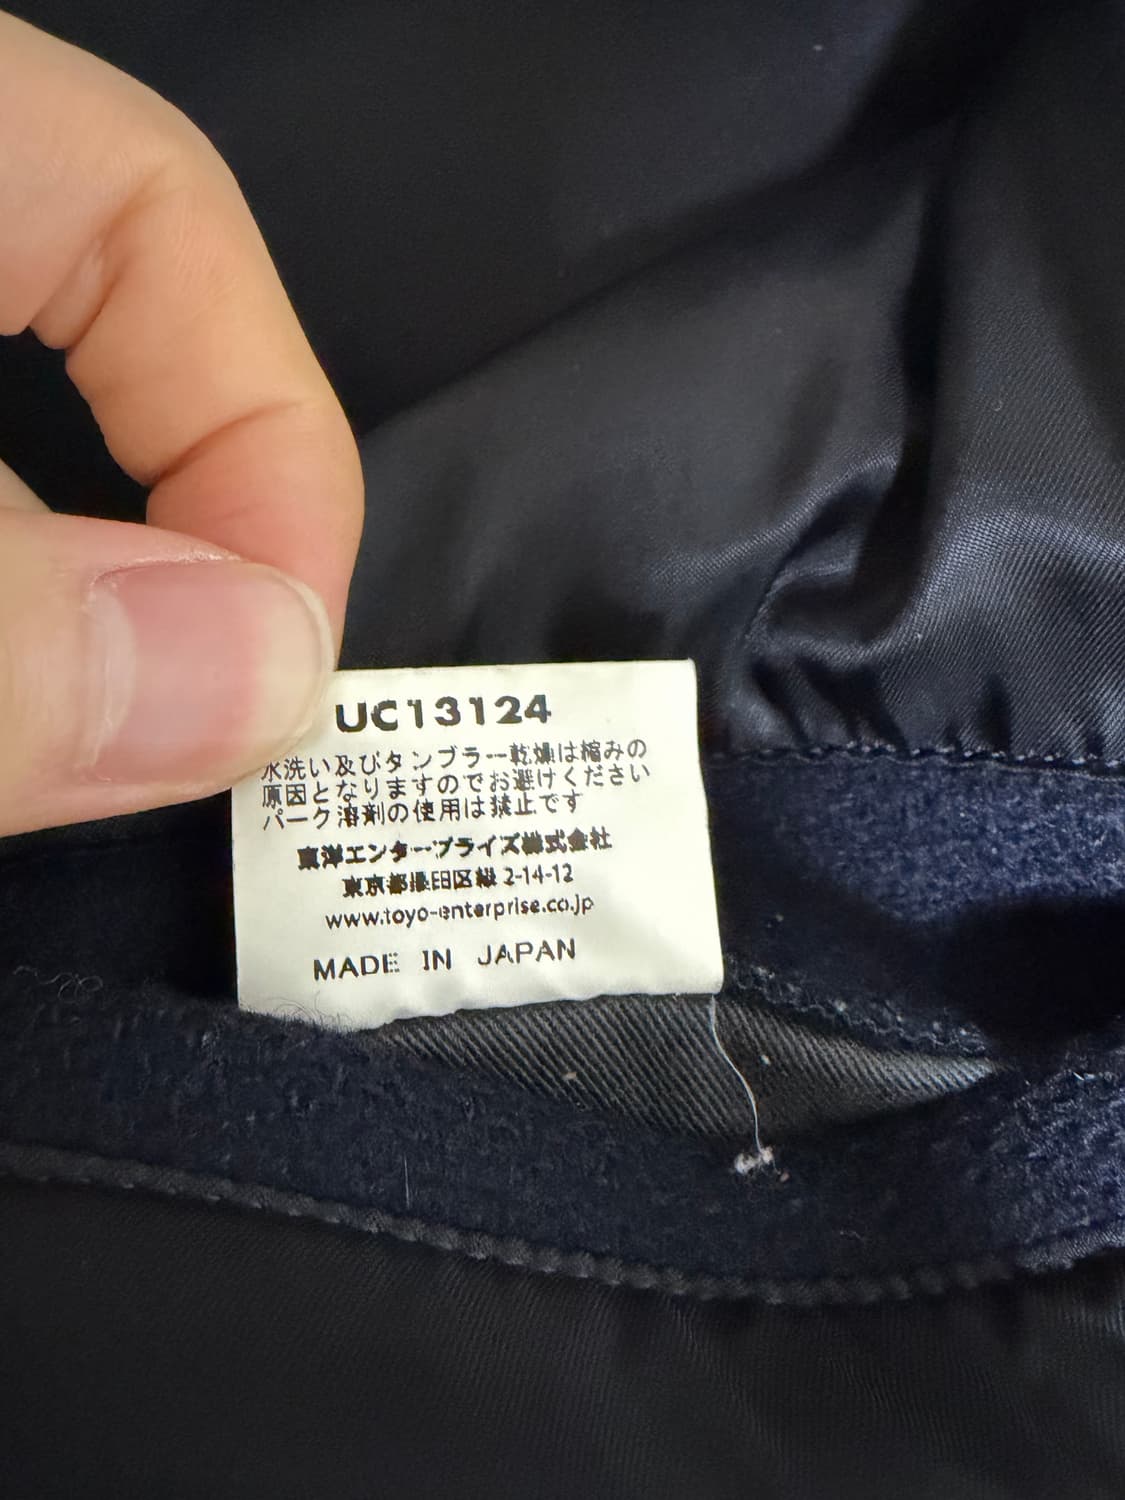 UC13124
水洗い及びタンブラー乾燥は縮みの
原因となりますのでお避けください
パーク溶剤の使用は禁止です
東洋エンタープライズ株式会社
東京都墨田区緑 2-14-12
www.toyo-enterprise.co.jp
MADE IN JAPAN